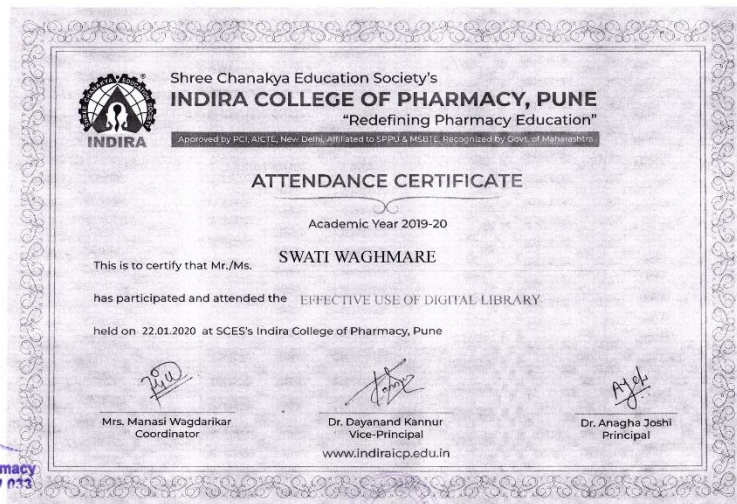 Shree Chanakya Education Society's
INDIRA COLLEGE OF PHARMACY, PUNE
"Redefining Pharmacy Education"
Approved by PCI, AICTE, New Delhi, Affiliated to SPPU & MSBTE, Recognized by Govt. of Maharashtra
INDIRA
ATTENDANCE CERTIFICATE
Academic Year 2019-20
This is to certify that Mr./Ms. SWATI WAGHMARE
has participated and attended the EFFECTIVE USE OF DIGITAL LIBRARY
held on 22.01.2020 at SCES's Indira College of Pharmacy, Pune
Mrs. Manasi Wagdarikar
Coordinator
Dr. Dayanand Kannur
Vice-Principal
Dr. Anagha Joshi
Principal
www.indiraicp.edu.in
macy
033